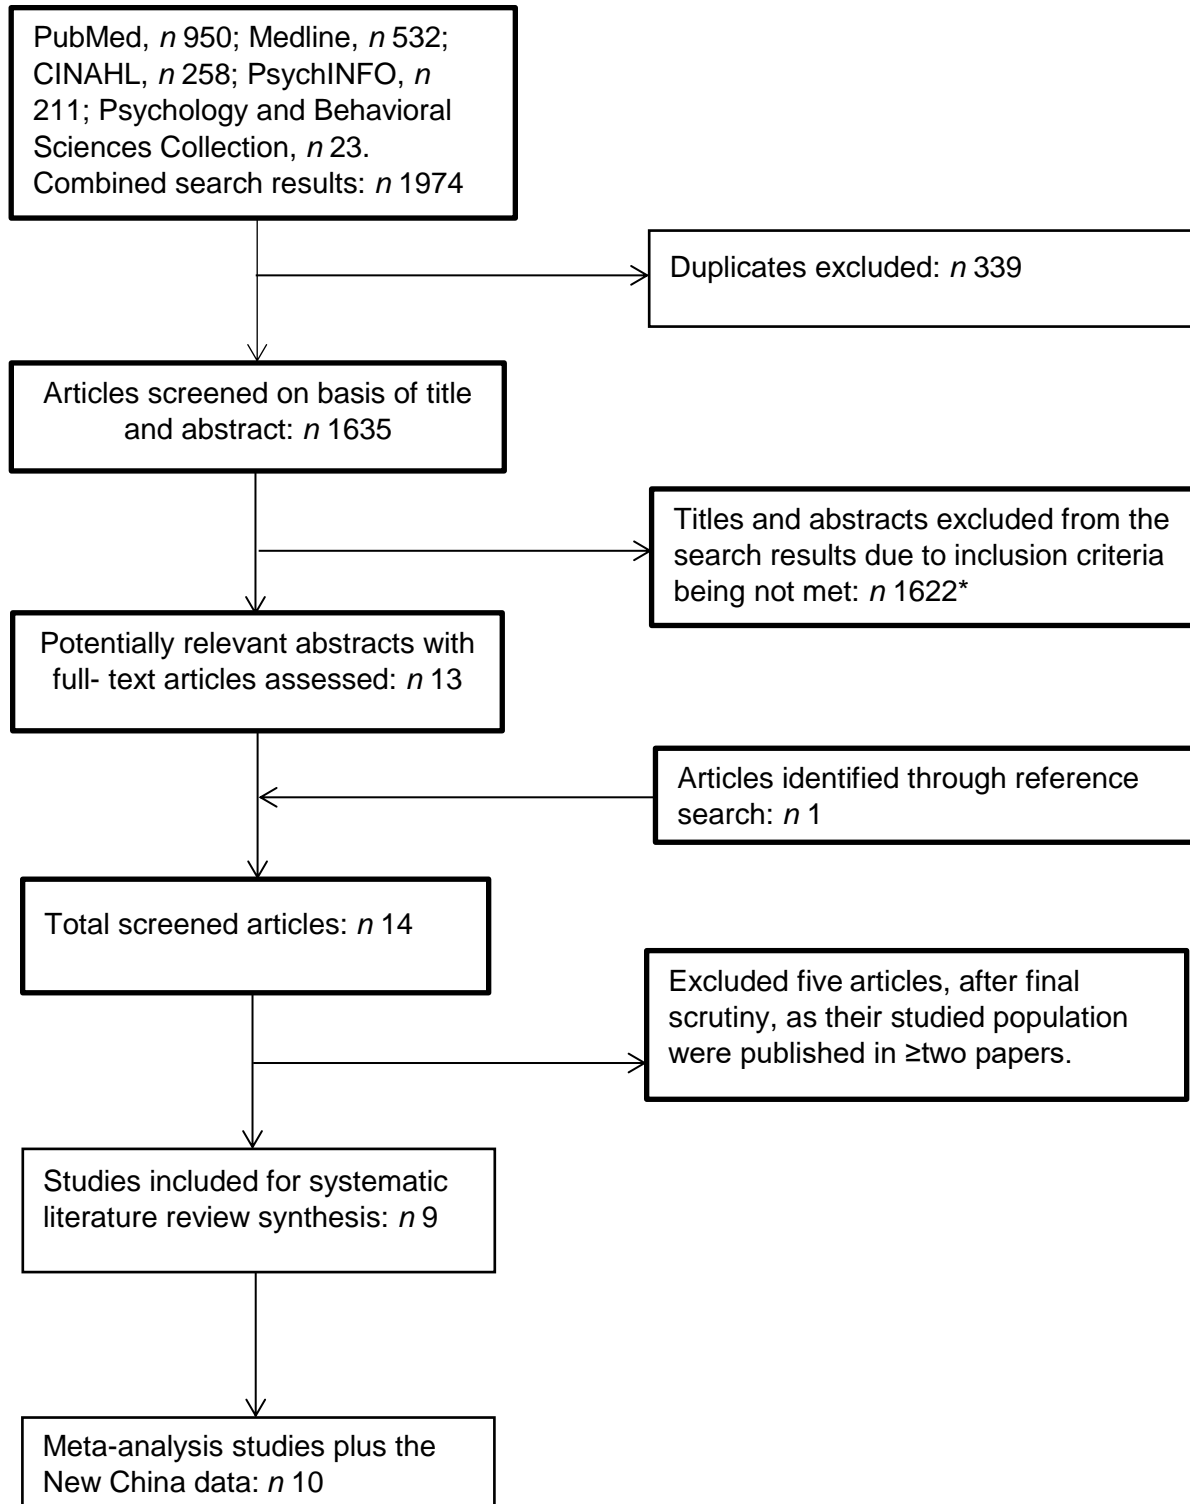 PubMed, n 950; Medline, n 532;
CINAHL, n 258; PsychINFO, n
211; Psychology and Behavioral
Sciences Collection, n 23.
Combined search results: n 1974
Duplicates excluded: n 339
Articles screened on basis of title
and abstract: n 1635
Titles and abstracts excluded from the
search results due to inclusion criteria
being not met: n 1622*
Potentially relevant abstracts with
full- text articles assessed: n 13
Articles identified through reference
search: n 1
Total screened articles: n 14
Excluded five articles, after final
scrutiny, as their studied population
were published in ≥two papers.
Studies included for systematic
literature review synthesis: n 9
Meta-analysis studies plus the
New China data: n 10